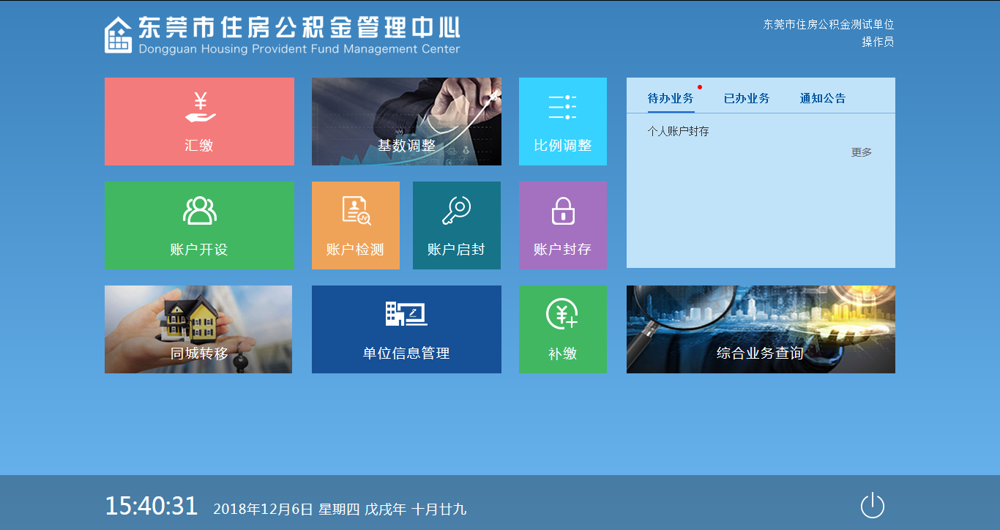 东莞市住房公积金管理中心
Dongguan Housing Provident Fund Management Center
东莞市住房公积金测试单位
操作员
汇缴
基数调整
比例调整
待办业务 已办业务 通知公告
个人账户封存
更多
账户开设
账户检测
账户启封
账户封存
同城转移
单位信息管理
补缴
综合业务查询
15:40:31 2018年12月6日 星期四 戊戌年 十月廿九